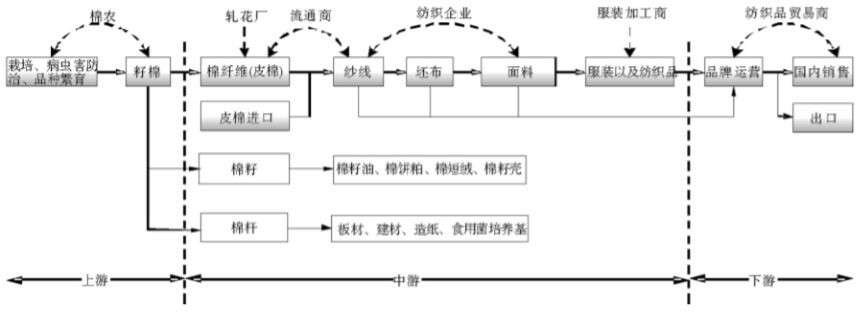 棉农
轧花厂
流通商
纺织企业
服装加工商
纺织品贸易商
栽培、病虫害防
治、品种繁育
籽棉
棉纤维(皮棉)
纱线
坯布
面料
服装以及纺织品
品牌运营
国内销售
皮棉进口
出口
棉籽
棉籽油、棉饼粕、棉短绒、棉籽壳
棉杆
板材、建材、造纸、食用菌培养基
上游
中游
下游